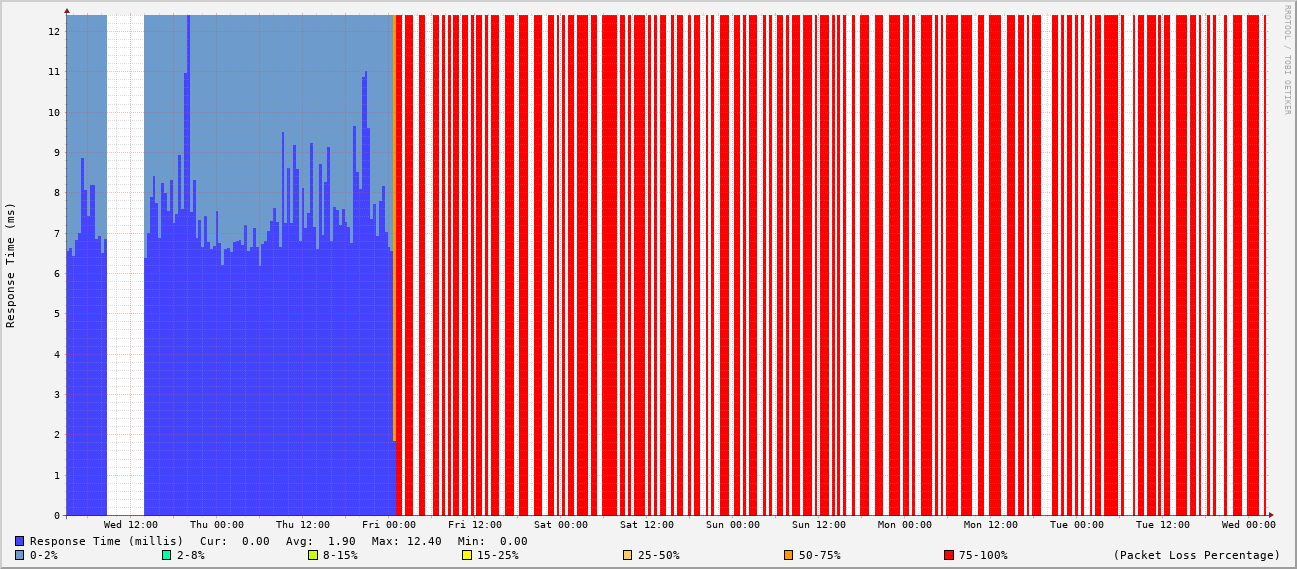 RRDTOOL / TOBI OETIKER
Response Time (ms)
12
11
10
9
8
7
6
5
4
3
2
1
0
Wed 12:00 Thu 00:00 Thu 12:00 Fri 00:00 Fri 12:00 Sat 00:00 Sat 12:00 Sun 00:00 Sun 12:00 Mon 00:00 Mon 12:00 Tue 00:00 Tue 12:00 Wed 00:00
Response Time (millis) Cur: 0.00 Avg: 1.90 Max: 12.40 Min: 0.00
0-2% 2-8% 8-15% 15-25% 25-50% 50-75% 75-100% (Packet Loss Percentage)